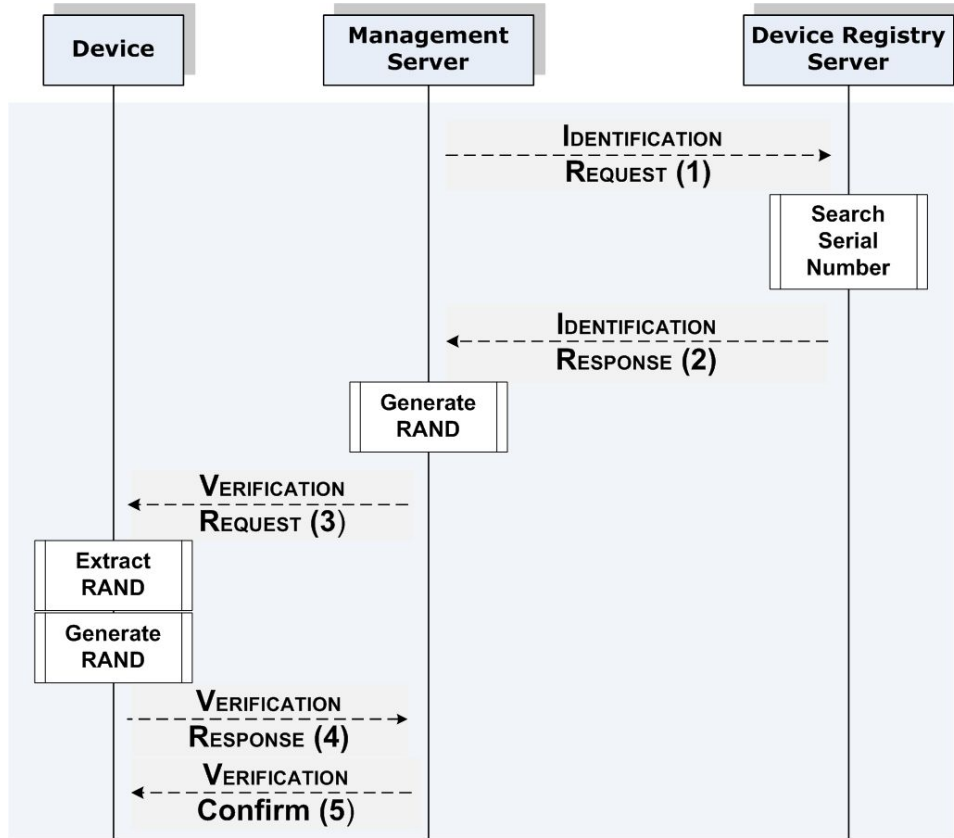 Device
Management
Server
Device Registry
Server
IDENTIFICATION
REQUEST (1)
Search
Serial
Number
IDENTIFICATION
RESPONSE (2)
Generate
RAND
VERIFICATION
REQUEST (3)
Extract
RAND
Generate
RAND
VERIFICATION
RESPONSE (4)
VERIFICATION
Confirm (5)